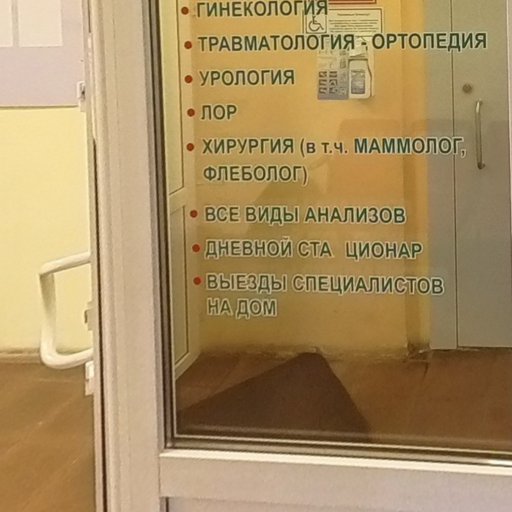 • ГИНЕКОЛОГИЯ
• ТРАВМАТОЛОГИЯ - ОРТОПЕДИЯ
• УРОЛОГИЯ
• ЛОР
• ХИРУРГИЯ (в т.ч. МАММОЛОГ,
ФЛЕБОЛОГ)
• ВСЕ ВИДЫ АНАЛИЗОВ
• ДНЕВНОЙ СТА ЦИОНАР
• ВЫЕЗДЫ СПЕЦИАЛИСТОВ
НА ДОМ